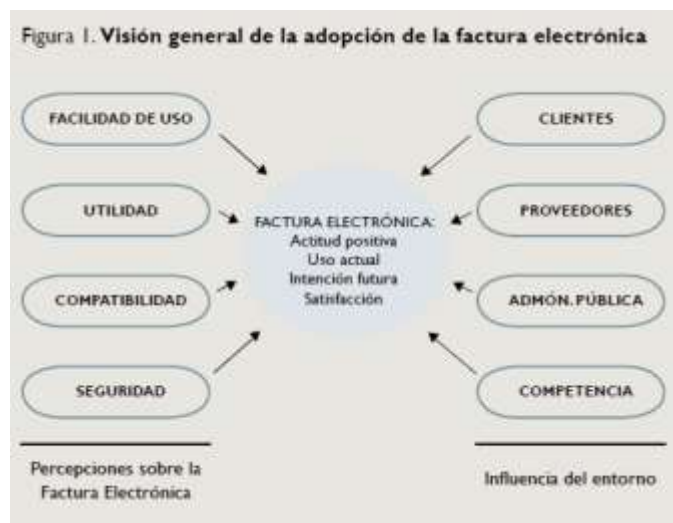 Figura 1. Visión general de la adopción de la factura electrónica
FACILIDAD DE USO
UTILIDAD
COMPATIBILIDAD
SEGURIDAD
Percepciones sobre la
Factura Electrónica
FACTURA ELECTRÓNICA:
Actitud positiva
Uso actual
Intención futura
Satisfacción
CLIENTES
PROVEEDORES
ADMÓN. PÚBLICA
COMPETENCIA
Influencia del entorno